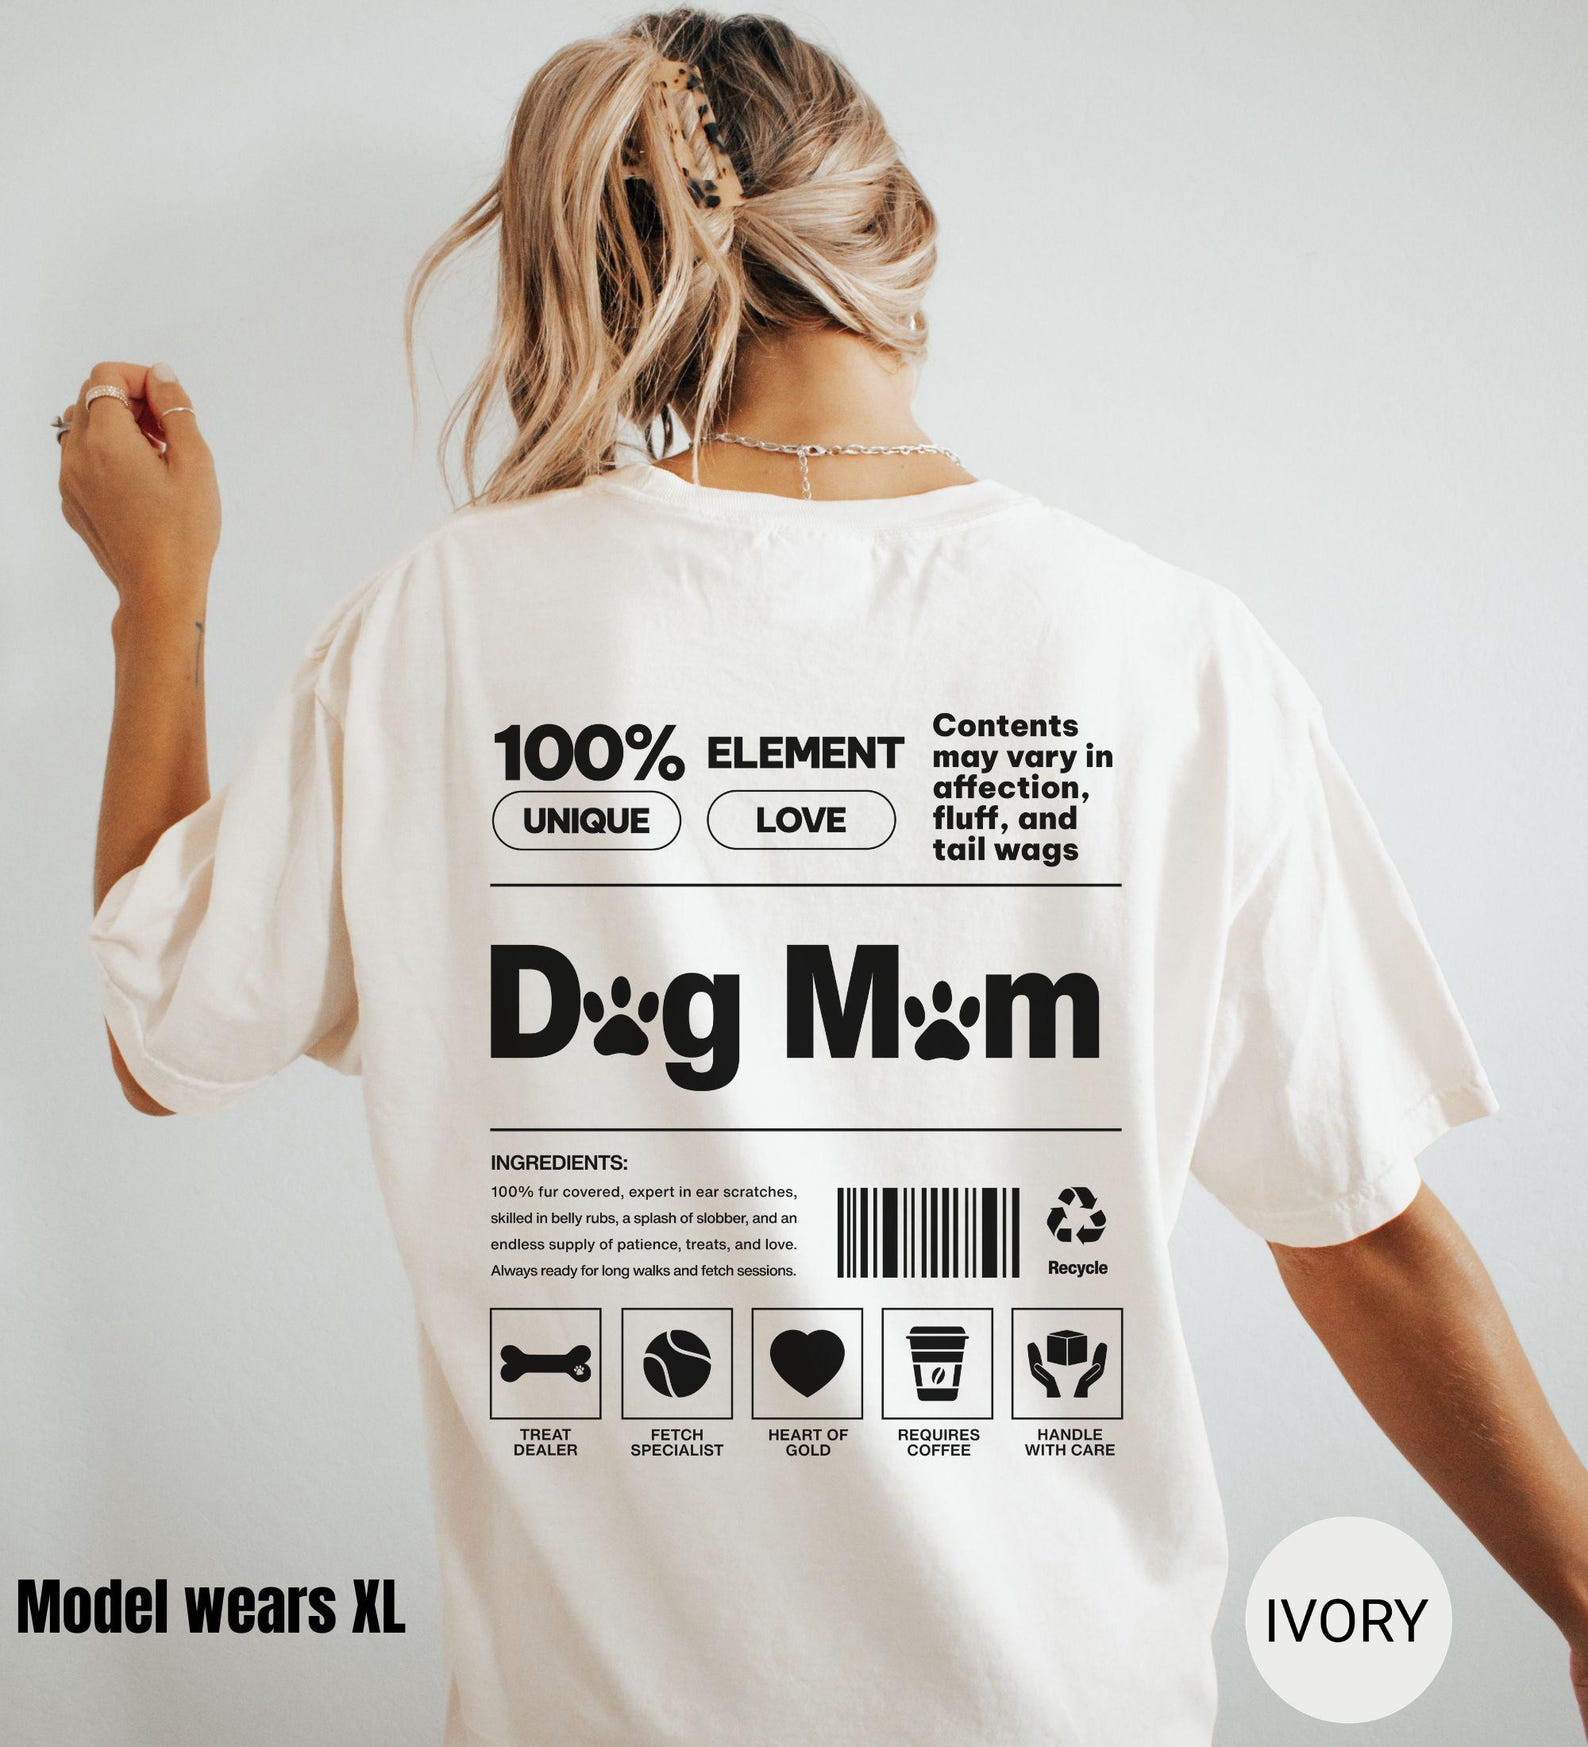 100%
UNIQUE
ELEMENT
LOVE
Contents
may vary in
affection,
fluff, and
tail wags
Dog Mom
INGREDIENTS:
100% fur covered, expert in ear scratches,
skilled in belly rubs, a splash of slobber, and an
endless supply of patience, treats, and love.
Always ready for long walks and fetch sessions.
Recycle
TREAT
DEALER
FETCH
SPECIALIST
HEART OF
GOLD
REQUIRES
COFFEE
HANDLE
WITH CARE
Model wears XL
IVORY